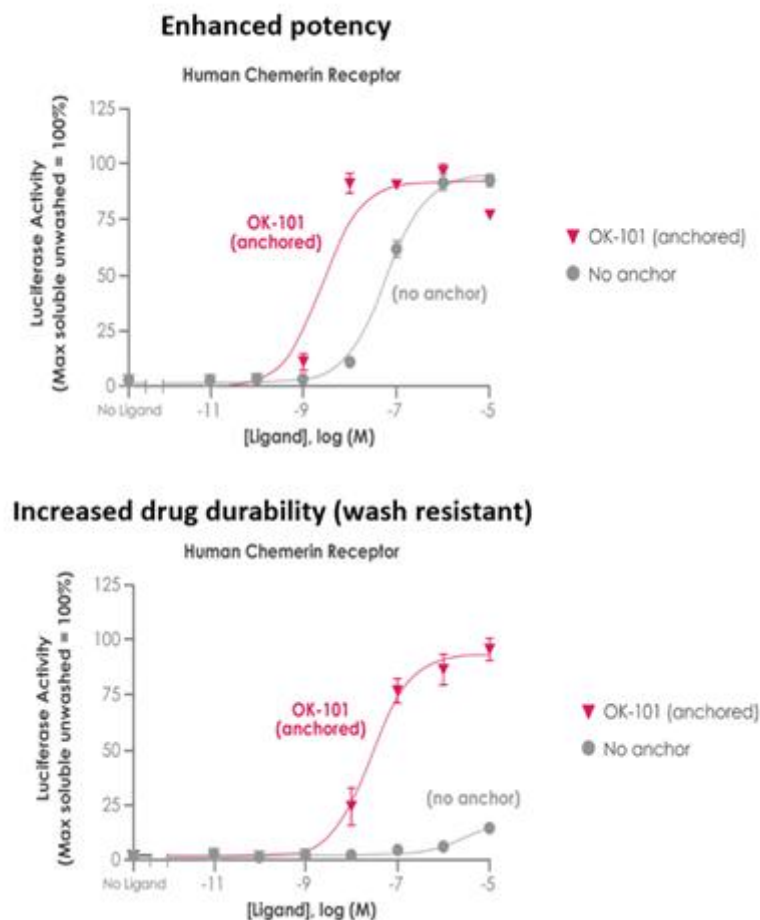 Enhanced potency
Human Chemerin Receptor
Luciferase Activity
(Max soluble unwashed = 100%)
125
100
75
50
25
0
OK-101
(anchored)
(no anchor)
OK-101 (anchored)
No anchor
No Ligand
-11
-9
-7
-5
[Ligand], log (M)
Increased drug durability (wash resistant)
Human Chemerin Receptor
Luciferase Activity
(Max soluble unwashed = 100%)
125
100
75
50
25
0
OK-101
(anchored)
(no anchor)
OK-101 (anchored)
No anchor
No Ligand
-11
-9
-7
-5
[Ligand], log (M)